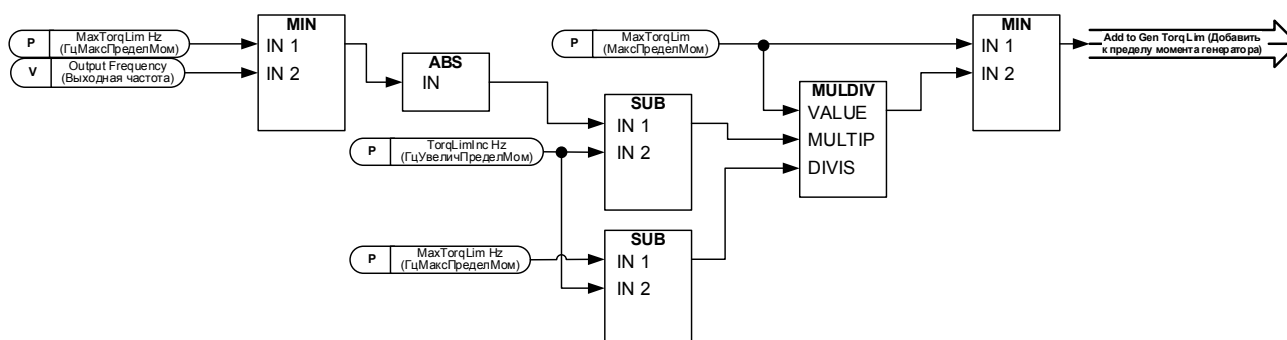 MIN
P
MaxTorqLim Hz
(ГцМаксПределМом)
IN 1
V
Output Frequency
(Выходная частота)
IN 2
ABS
IN
P
TorqLimInc Hz
(ГцУвеличПределМом)
SUB
IN 1
IN 2
P
MaxTorqLim Hz
(ГцМаксПределМом)
SUB
IN 1
IN 2
P
MaxTorqLim
(МаксПределМом)
MULDIV
VALUE
MULTIP
DIVIS
MIN
IN 1
IN 2
Add to Gen TorqLim (Добавить
к пределу момента генератора)